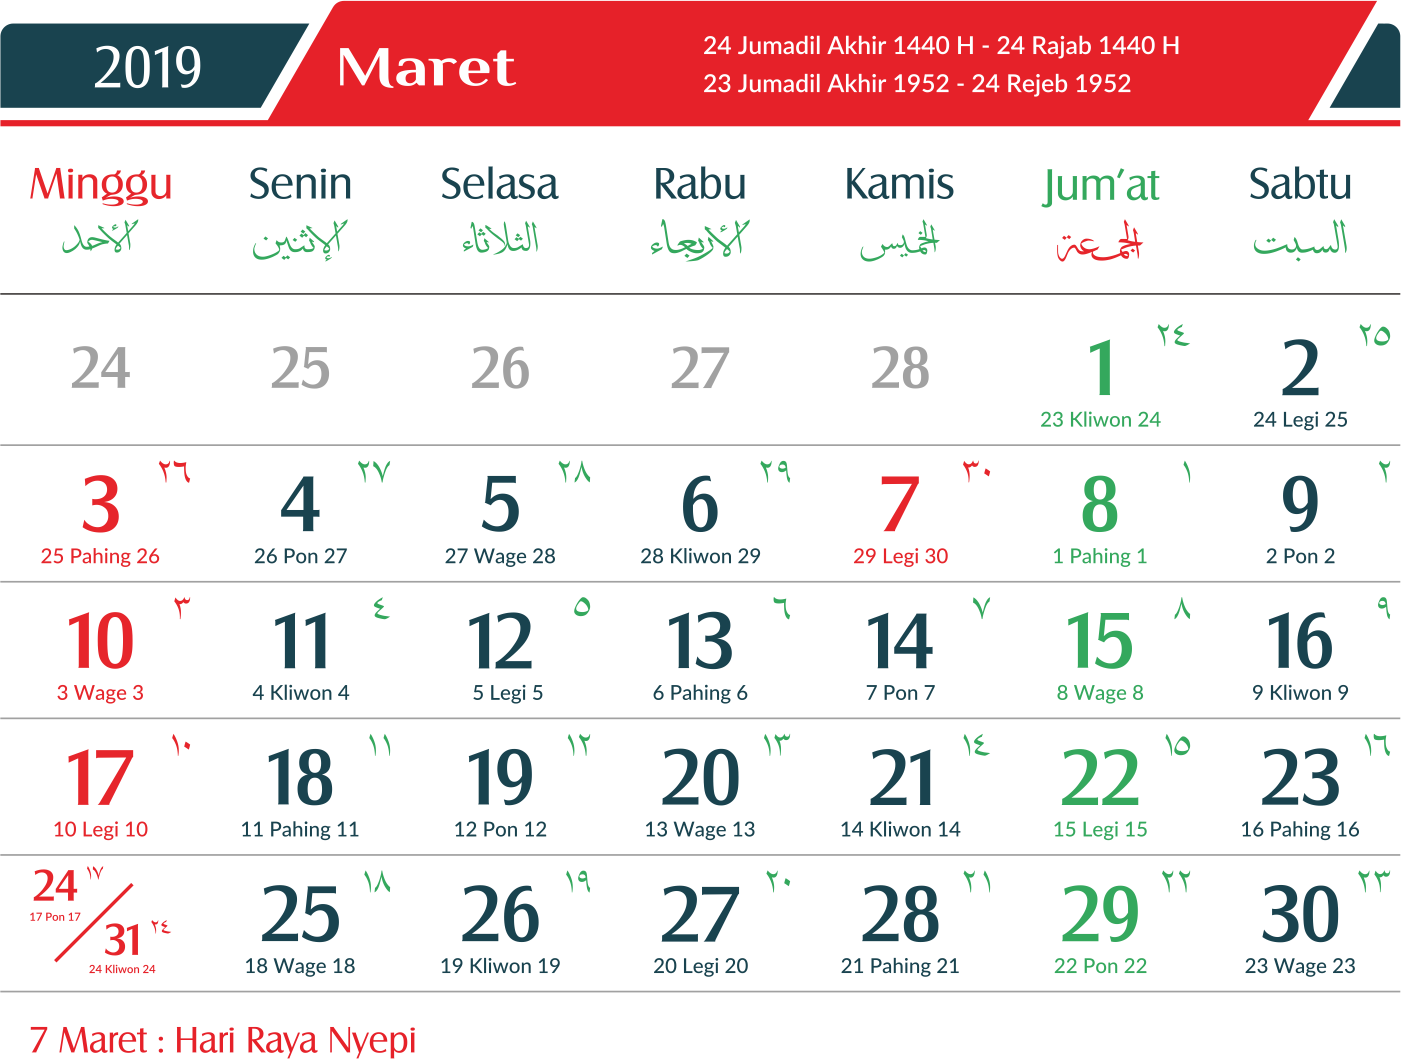 2019
Maret
24 Jumadil Akhir 1440 H - 24 Rajab 1440 H
23 Jumadil Akhir 1952 - 24 Rejeb 1952
Minggu Senin Selasa Rabu Kamis Jum'at Sabtu
الأحد الإثنين الثلاثاء الأربعاء الخميس الجمعة السبت
٢٤ ٢٥
24 25 26 27 28 1 2
23 Kliwon 24 24 Legi 25
٢٦ ٢٧ ٢٨ ٢٩ ٣٠ ١ ٢
3 4 5 6 7 8 9
25 Pahing 26 26 Pon 27 27 Wage 28 28 Kliwon 29 29 Legi 30 1 Pahing 1 2 Pon 2
٣ ٤ ٥ ٦ ٧ ٨ ٩
10 11 12 13 14 15 16
3 Wage 3 4 Kliwon 4 5 Legi 5 6 Pahing 6 7 Pon 7 8 Wage 8 9 Kliwon 9
١٠ ١١ ١٢ ١٣ ١٤ ١٥ ١٦
17 18 19 20 21 22 23
10 Legi 10 11 Pahing 11 12 Pon 12 13 Wage 13 14 Kliwon 14 15 Legi 15 16 Pahing 16
١٧ ١٨ ١٩ ٢٠ ٢١ ٢٢ ٢٣
24 25 26 27 28 29 30
17 Pon 17
31 ٢٤
24 Kliwon 24 18 Wage 18 19 Kliwon 19 20 Legi 20 21 Pahing 21 22 Pon 22 23 Wage 23
7 Maret : Hari Raya Nyepi